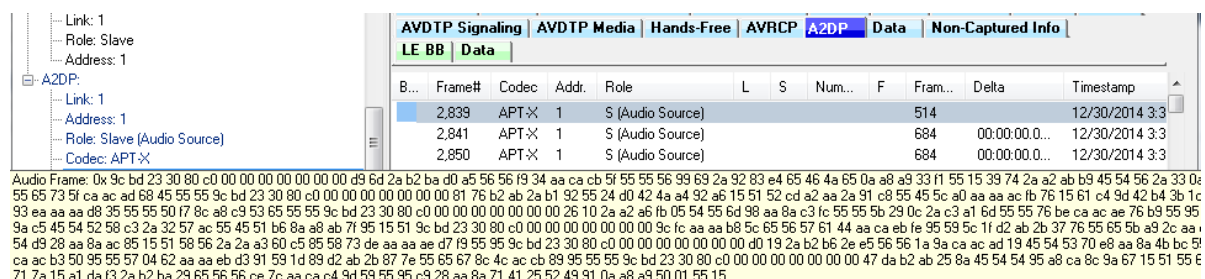 Link: 1
Role: Slave
Address: 1
A2DP:
Link: 1
Address: 1
Role: Slave (Audio Source)
Codec: APT-X
AVDTP Signaling AVDTP Media Hands-Free AVRCP A2DP Data Non-Captured Info
LE BB Data
B... Frame# Codec Addr. Role L S Num... F Fram... Delta Timestamp
2,839 APT-X 1 S (Audio Source) 514 12/30/2014 3:3
2,841 APT-X 1 S (Audio Source) 684 00:00:00.0... 12/30/2014 3:3
2,850 APT-X 1 S (Audio Source) 684 00:00:00.0... 12/30/2014 3:3
Audio Frame: 0x 9c bd 23 30 80 c0 00 00 00 00 00 00 00 d9 6d 2a b2 ba d0 a5 56 56 f9 34 aa ca cb 5f 55 55 56 99 69 2a 92 83 e4 65 46 4a 65 0a a8 a9 33 f1 55 15 39 74 2a a2 ab b9 45 54 56 2a 33
55 65 73 5f ca ac ad 68 45 55 55 9c bd 23 30 80 c0 00 00 00 00 00 00 00 81 76 b2 ab 2a b1 92 55 24 d0 42 4a a4 92 a6 15 51 52 cd 2a aa 2a 91 c8 55 45 5c a0 aa aa ac fb 76 15 61 c4 9d 42 b4 3b
93 ea aa aa d8 35 55 55 50 f7 8c a8 c9 53 65 55 55 9c bd 23 30 80 c0 00 00 00 00 00 00 00 26 10 2a a2 a6 fb 05 54 55 6d 98 aa 8a c3 fc 55 55 5b 29 0c 2a c3 a1 6d 55 55 76 be ca ac ae 76 b9 55 95
9a c5 45 54 52 58 c3 2a 32 57 ac 55 45 51 b6 8a a8 ab 7f 95 15 51 9c bd 23 30 80 c0 00 00 00 00 00 00 00 9c fc aa aa b8 5c 65 56 57 61 44 aa ca eb fe 95 59 5c 1f d2 ab 2b 37 76 55 65 5b a9 2c aa
54 d9 28 aa 8a ac 85 15 51 58 56 2a 2a a3 60 c5 85 58 73 de aa aa ae d7 f9 55 95 9c bd 23 30 80 c0 00 00 00 00 00 00 00 d0 19 2a b2 b6 2e e5 56 56 1a 9a ca ac ad 19 45 54 53 70 e8 aa 8a 4b bc
ca ac b3 50 95 55 57 04 62 aa aa eb d3 91 59 1d 89 d2 ab 2b 87 7e 55 65 67 8c 4c ac cb 89 95 55 55 9c bd 23 30 80 c0 00 00 00 00 00 00 00 47 da b2 ab 25 8a 45 54 54 95 a8 ca 8c 9a 67 15 51 55
71 7a 15 a1 da f3 2a b2 ba 29 65 56 56 ce 7c aa ca c4 9d 59 55 95 c9 28 aa 8a 71 41 25 52 49 91 0a a8 a9 50 01 55 15